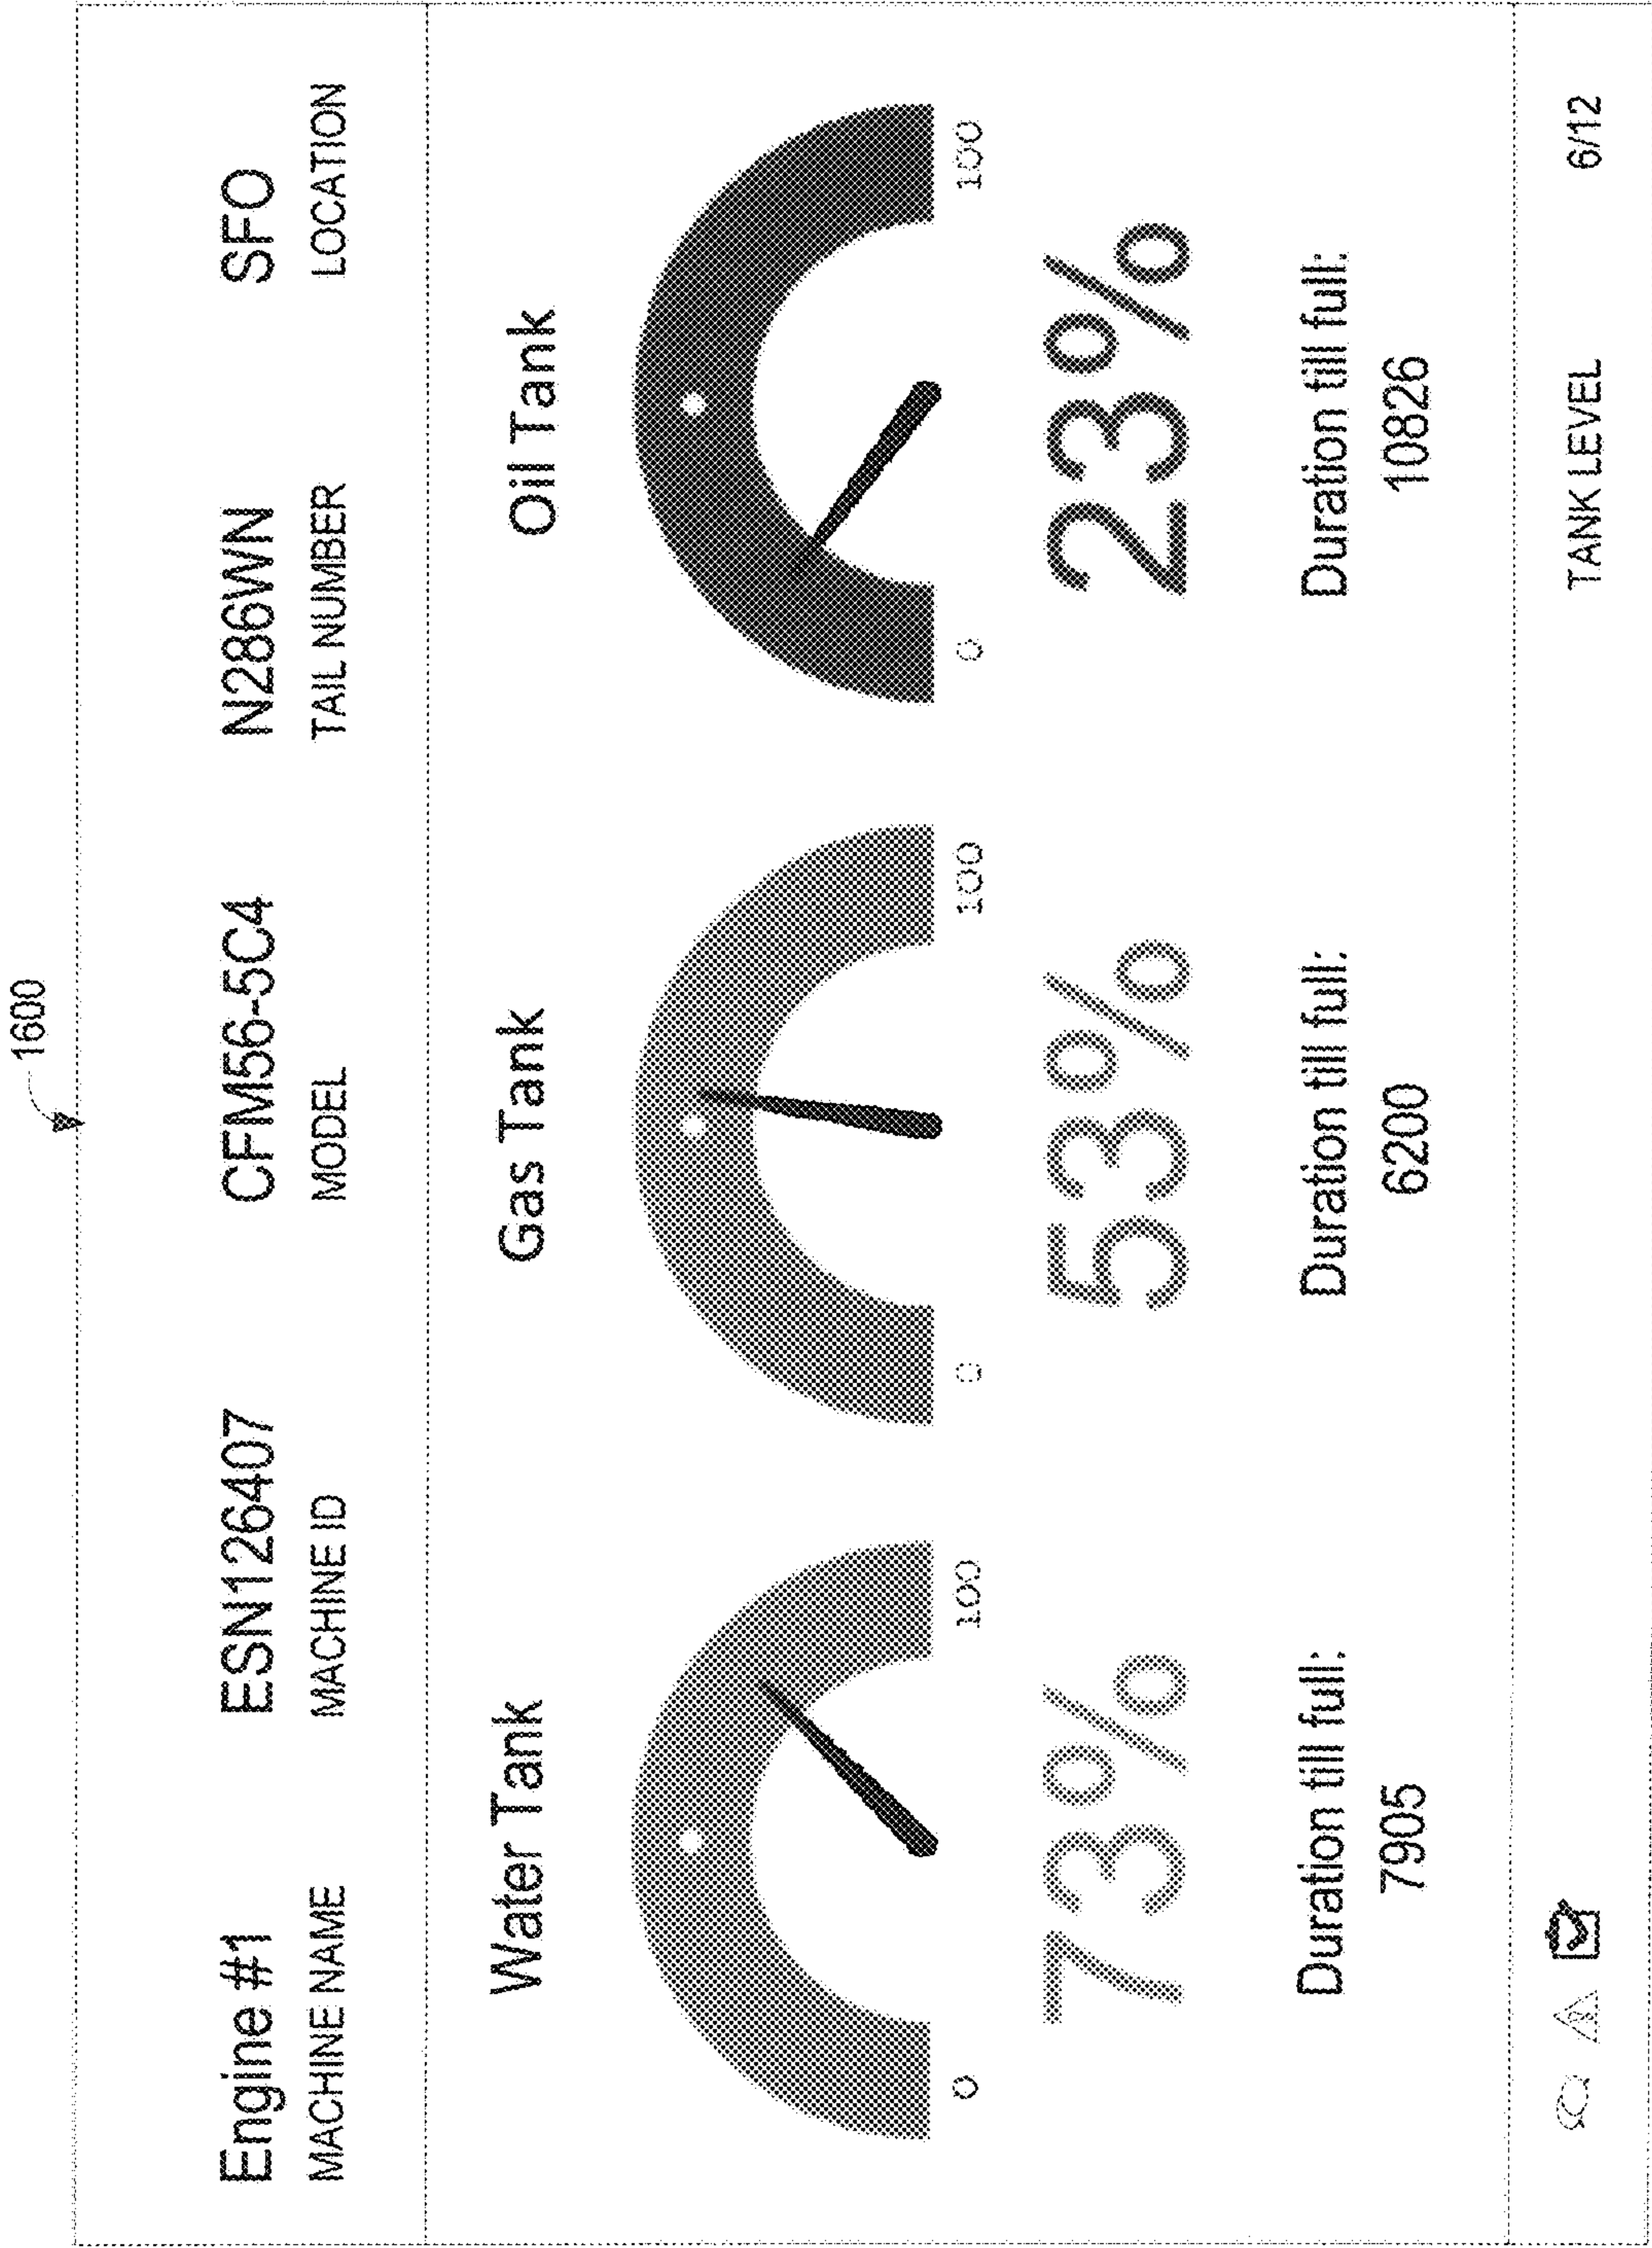 1600
Engine #1 ESN126407 CFM56-5C4 N286WN SFO
MACHINE NAME MACHINE ID MODEL TAIL NUMBER LOCATION
Water Tank Gas Tank Oil Tank
0 100 0 100 0 100
73% 53% 23%
Duration till full: Duration till full: Duration till full:
7905 6200 10826
TANK LEVEL 6/12